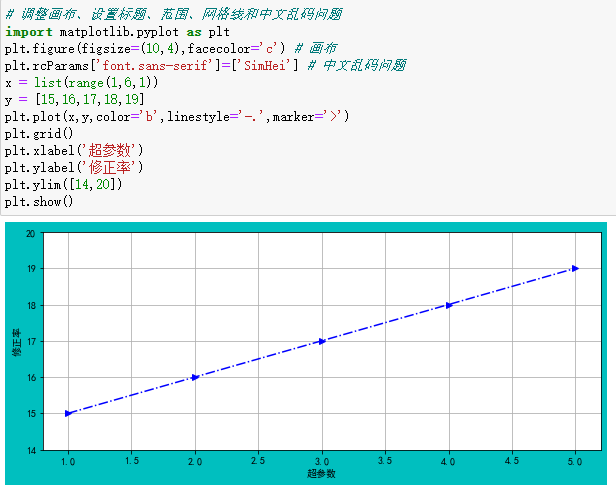 # 调整画布、设置标题、范围、网格线和中文乱码问题
import matplotlib.pyplot as plt
plt.figure(figsize=(10,4),facecolor='c') # 画布
plt.rcParams['font.sans-serif']=['SimHei'] # 中文乱码问题
x = list(range(1,6,1))
y = [15,16,17,18,19]
plt.plot(x,y,color='b',linestyle='-.',marker='>')
plt.grid()
plt.xlabel('超参数')
plt.ylabel('修正率')
plt.ylim([14,20])
plt.show()
20
19
18
17
16
15
14
修正率
1.0 1.5 2.0 2.5 3.0 3.5 4.0 4.5 5.0
超参数